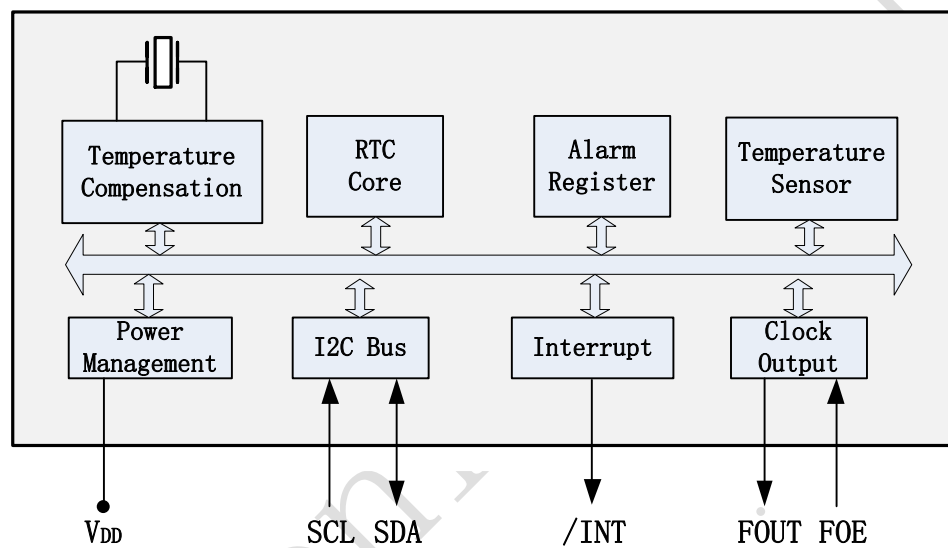 Temperature
Compensation
RTC
Core
Alarm
Register
Temperature
Sensor
Power
Management
I2C Bus
Interrupt
Clock
Output
VDD
SCL SDA
/INT
FOUT FOE